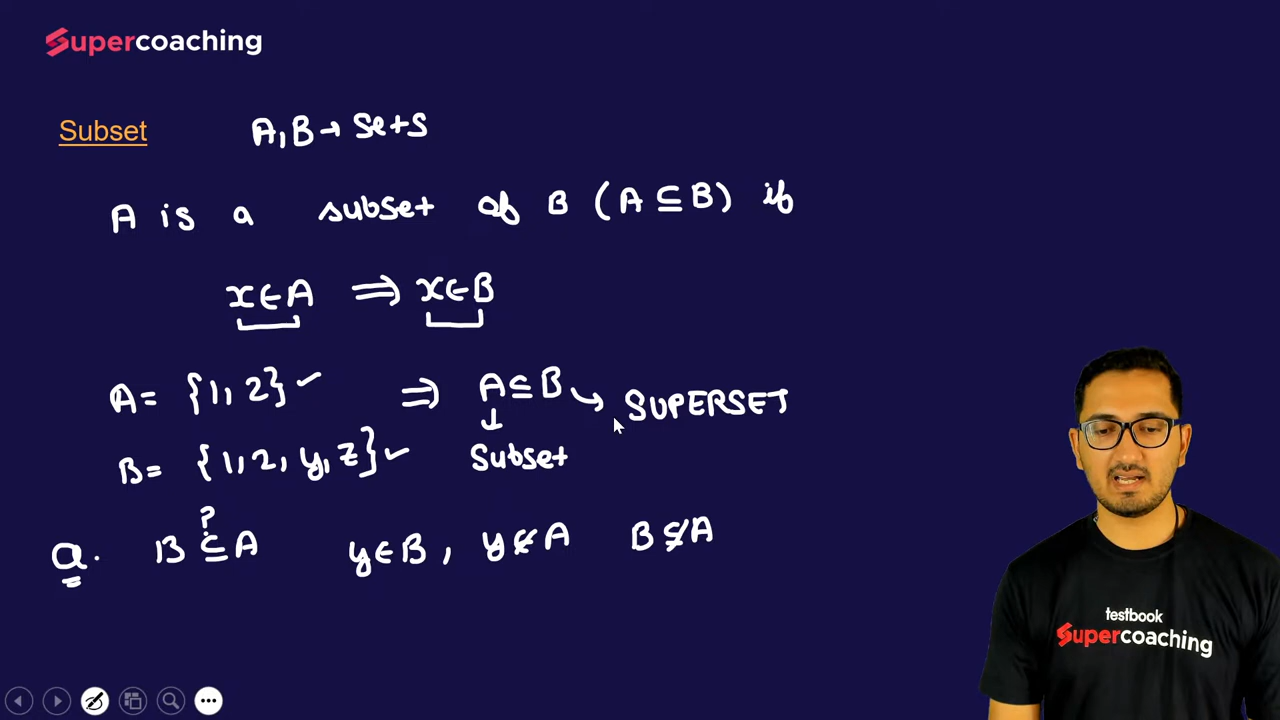 Supercoaching
Subset A, B → Sets
A is a subset of B (A ⊆ B) if
x∈A ⟹ x∈B
A = {1, 2} ✓ ⟹ A⊆B → SUPERSET
↓
B = {1, 2, y, z} ✓ Subset
?
Q. B ⊆ A y∈B, y∉A B⊈A
testbook
Supercoaching